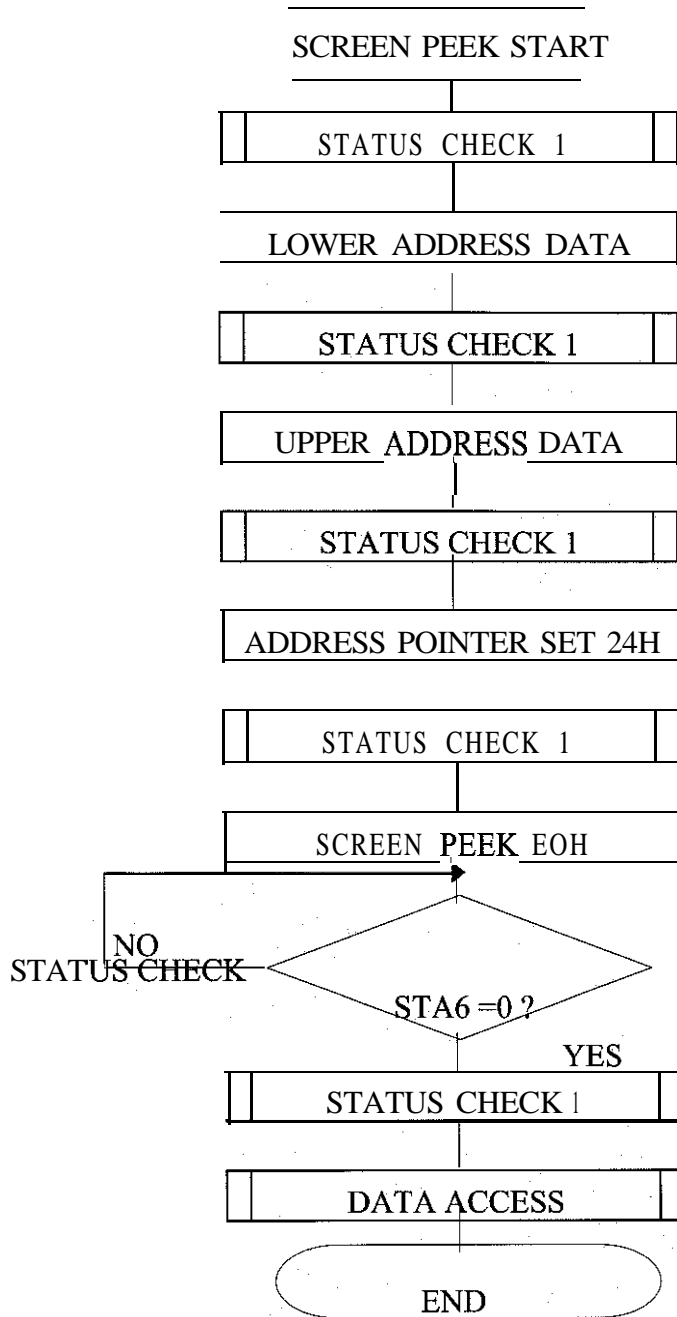 SCREEN PEEK START
STATUS CHECK 1
LOWER ADDRESS DATA
STATUS CHECK 1
UPPER ADDRESS DATA
STATUS CHECK 1
ADDRESS POINTER SET 24H
STATUS CHECK 1
SCREEN PEEK EOH
NO
STATUS CHECK
STA6 =0 ?
YES
STATUS CHECK 1
DATA ACCESS
END